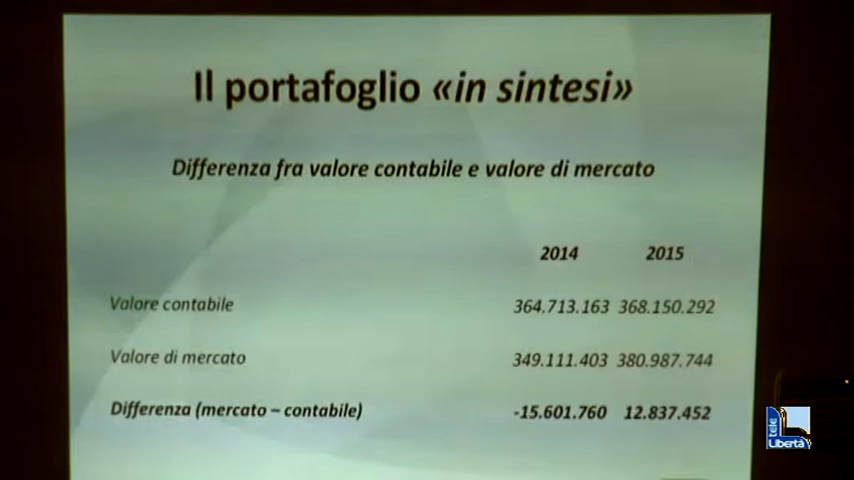 Il portafoglio «in sintesi»
Differenza fra valore contabile e valore di mercato
2014 2015
Valore contabile 364.713.163 368.150.292
Valore di mercato 349.111.403 380.987.744
Differenza (mercato – contabile) -15.601.760 12.837.452
tele
Libertà